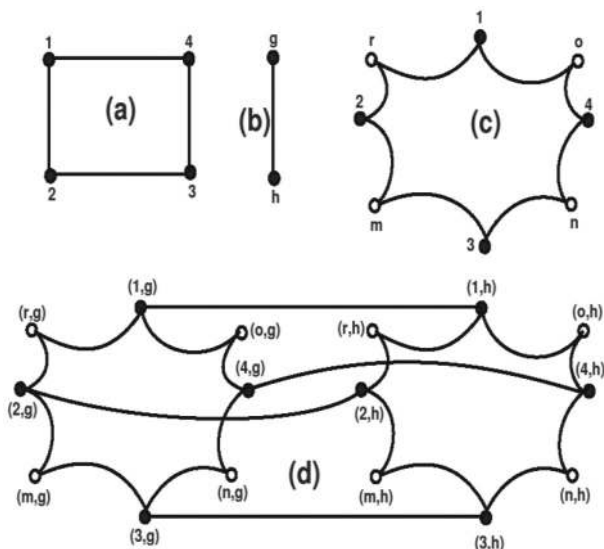 1 4 g 1
r o
(a) (b) 2 (c) 4
2 3 h m n
3
(1,g) (1,h)
(r,g) (o,g) (r,h) (o,h)
(4,g) (4,h)
(2,g) (2,h)
(m,g) (n,g) (d) (m,h) (n,h)
(3,g) (3.h)